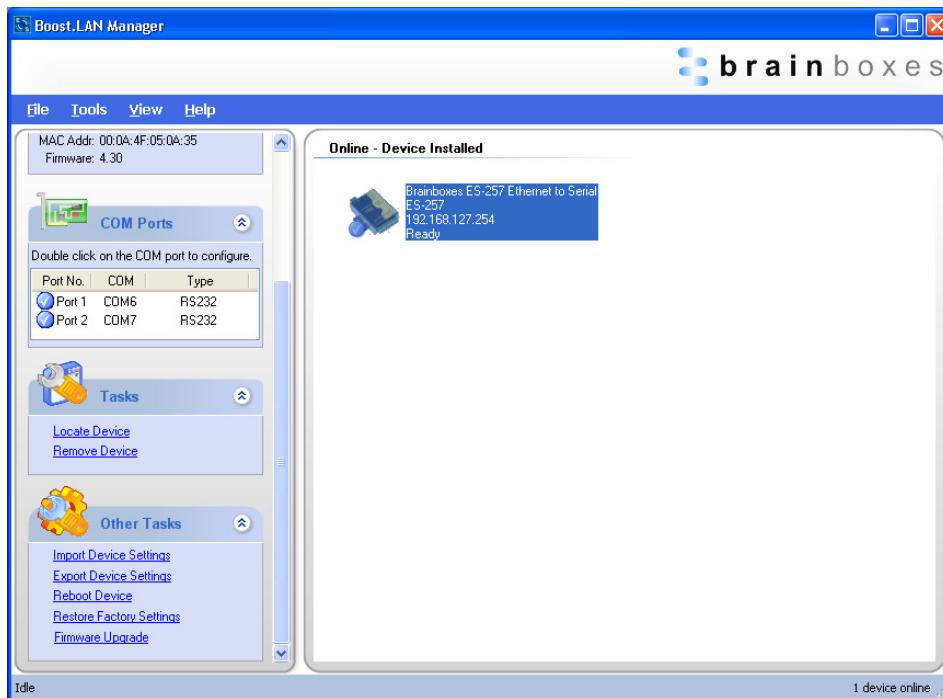 Boost.LAN Manager
brainboxes
File Tools View Help
MAC Addr: 00:0A:4F:05:0A:35
Firmware: 4.30
COM Ports
Double click on the COM port to configure.
Port No. COM Type
Port 1 COM6 RS232
Port 2 COM7 RS232
Tasks
Locate Device
Remove Device
Other Tasks
Import Device Settings
Export Device Settings
Reboot Device
Restore Factory Settings
Firmware Upgrade
Online - Device Installed
Brainboxes ES-257 Ethernet to Serial
ES-257
192.168.127.254
Ready
Idle
1 device online